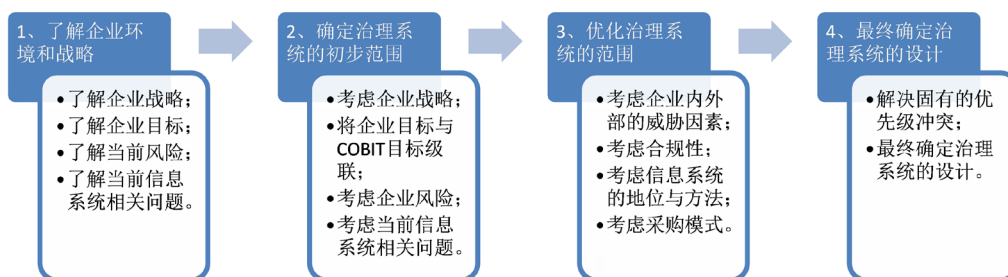 1、了解企业环
境和战略
•了解企业战略；
•了解企业目标；
•了解当前风险；
•了解当前信息
系统相关问题。
2、确定治理系
统的初步范围
•考虑企业战略；
•将企业目标与
COBIT目标级
联；
•考虑企业风险；
•考虑当前信息
系统相关问题。
3、优化治理系
统的范围
•考虑企业内外
部的威胁因素；
•考虑合规性；
•考虑信息系统
的地位与方法；
•考虑采购模式。
4、最终确定治
理系统的设计
•解决固有的优
先级冲突；
•最终确定治理
系统的设计。